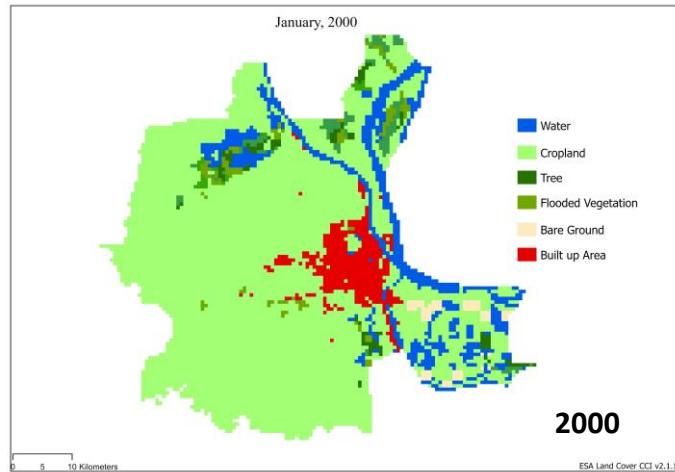 January, 2000
Water
Cropland
Tree
Flooded Vegetation
Bare Ground
Built up Area
2000
0 5 10 Kilometers
ESA Land Cover CCI v2.1.